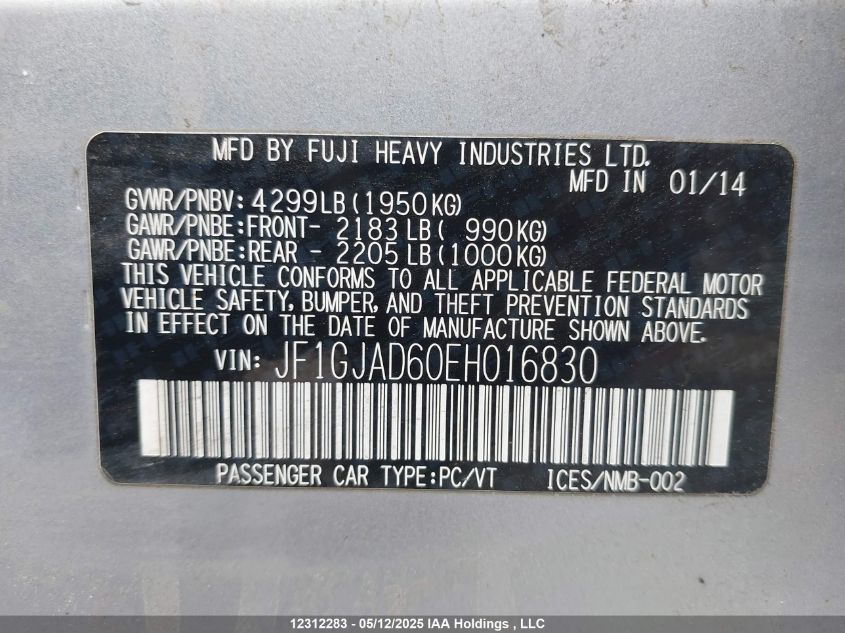 MFD BY FUJI HEAVY INDUSTRIES LTD.
MFD IN 01/14
GVWR/PNBV: 4299LB(1950KG)
GAWR/PNBE:FRONT- 2183LB( 990KG)
GAWR/PNBE:REAR - 2205LB(1000KG)
THIS VEHICLE CONFORMS TO ALL APPLICABLE FEDERAL MOTOR
VEHICLE SAFETY, BUMPER, AND THEFT PREVENTION STANDARDS
IN EFFECT ON THE DATE OF MANUFACTURE SHOWN ABOVE.
VIN: JF1GJAD60EH016830
PASSENGER CAR TYPE:PC/VT ICES/NMB-002
12312283 - 05/12/2025 IAA Holdings , LLC